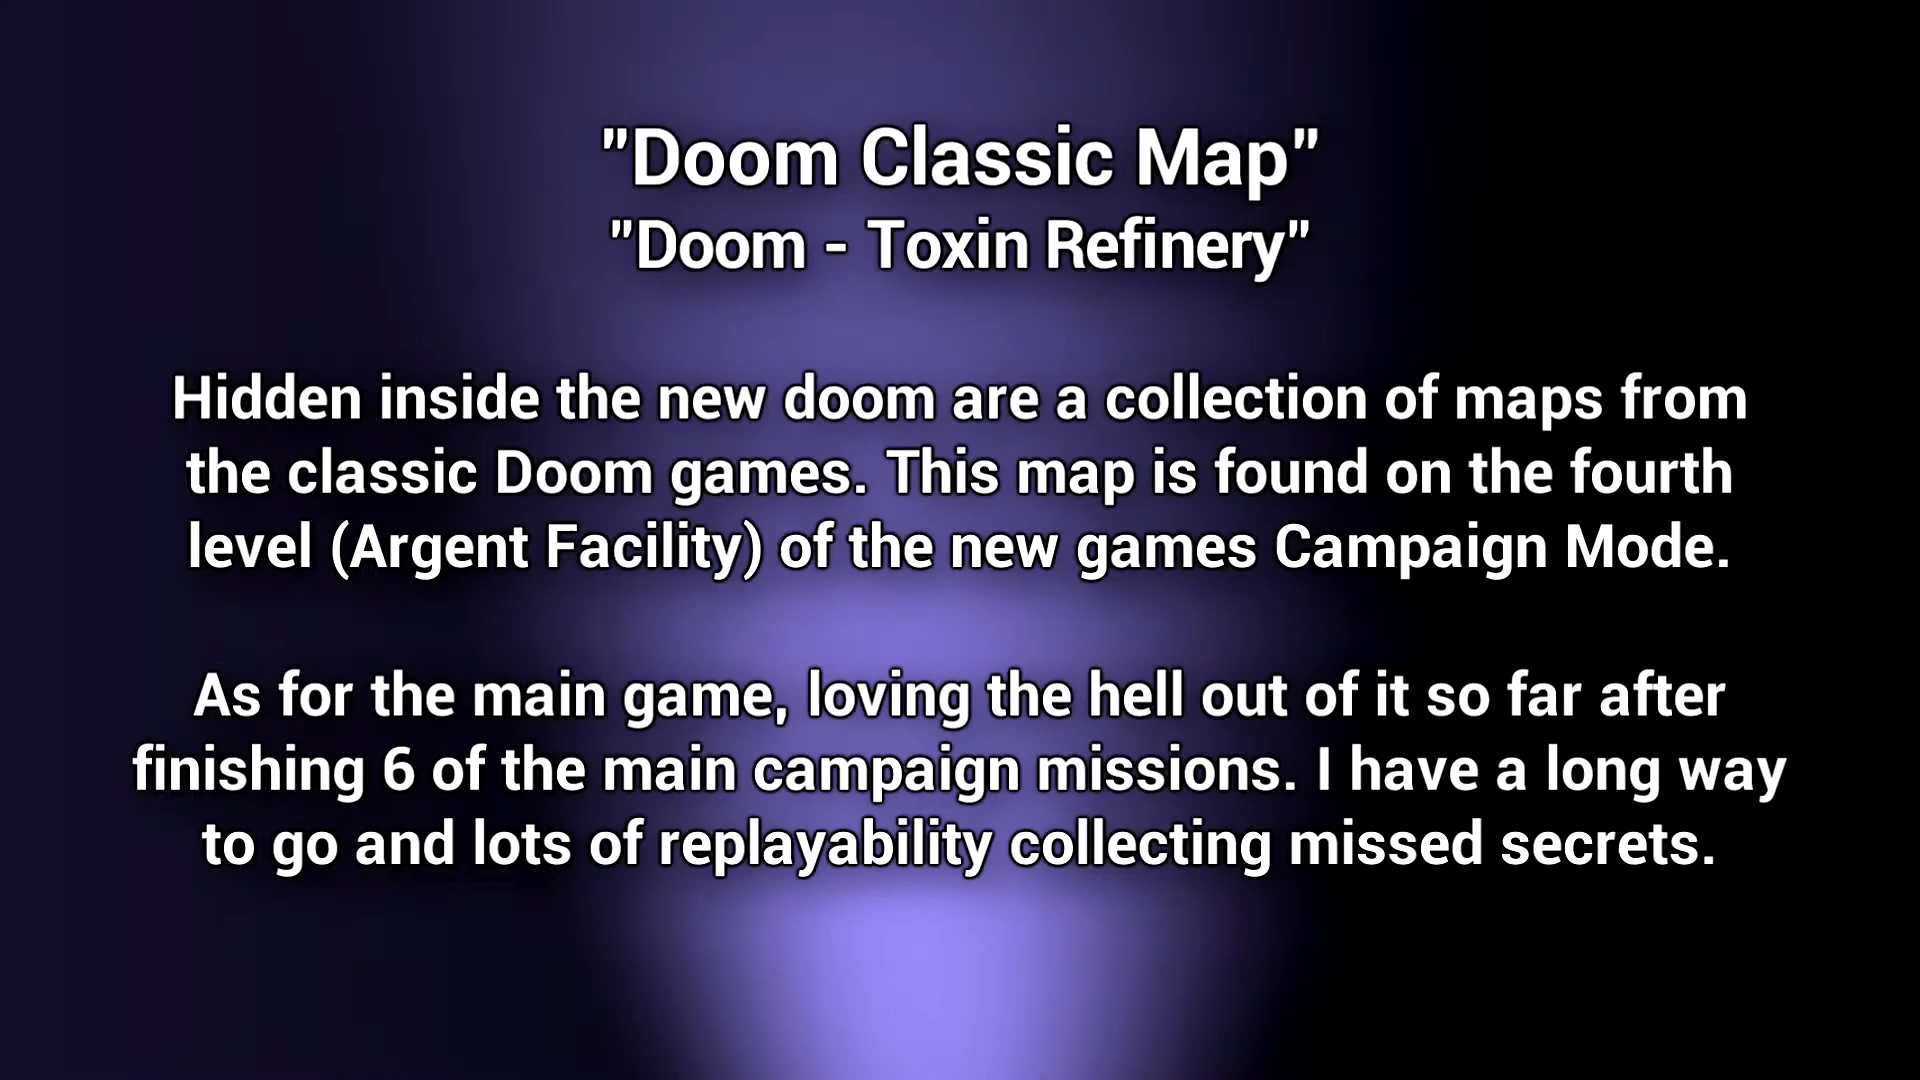 "Doom Classic Map"
"Doom - Toxin Refinery"
Hidden inside the new doom are a collection of maps from
the classic Doom games. This map is found on the fourth
level (Argent Facility) of the new games Campaign Mode.
As for the main game, loving the hell out of it so far after
finishing 6 of the main campaign missions. I have a long way
to go and lots of replayability collecting missed secrets.